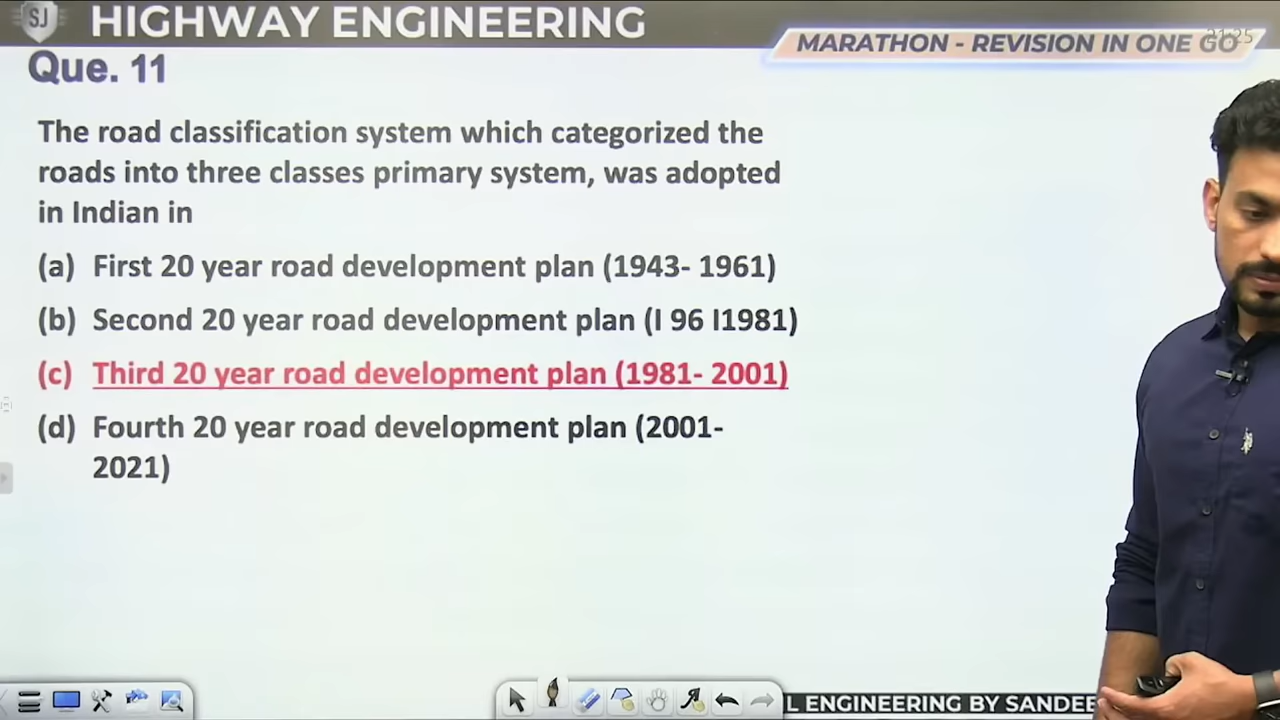 SJ
HIGHWAY ENGINEERING
MARATHON - REVISION IN ONE GO
21:25
Que. 11
The road classification system which categorized the
roads into three classes primary system, was adopted
in Indian in
(a) First 20 year road development plan (1943- 1961)
(b) Second 20 year road development plan (I 96 I1981)
(c) Third 20 year road development plan (1981- 2001)
(d) Fourth 20 year road development plan (2001-
2021)
L ENGINEERING BY SANDEE